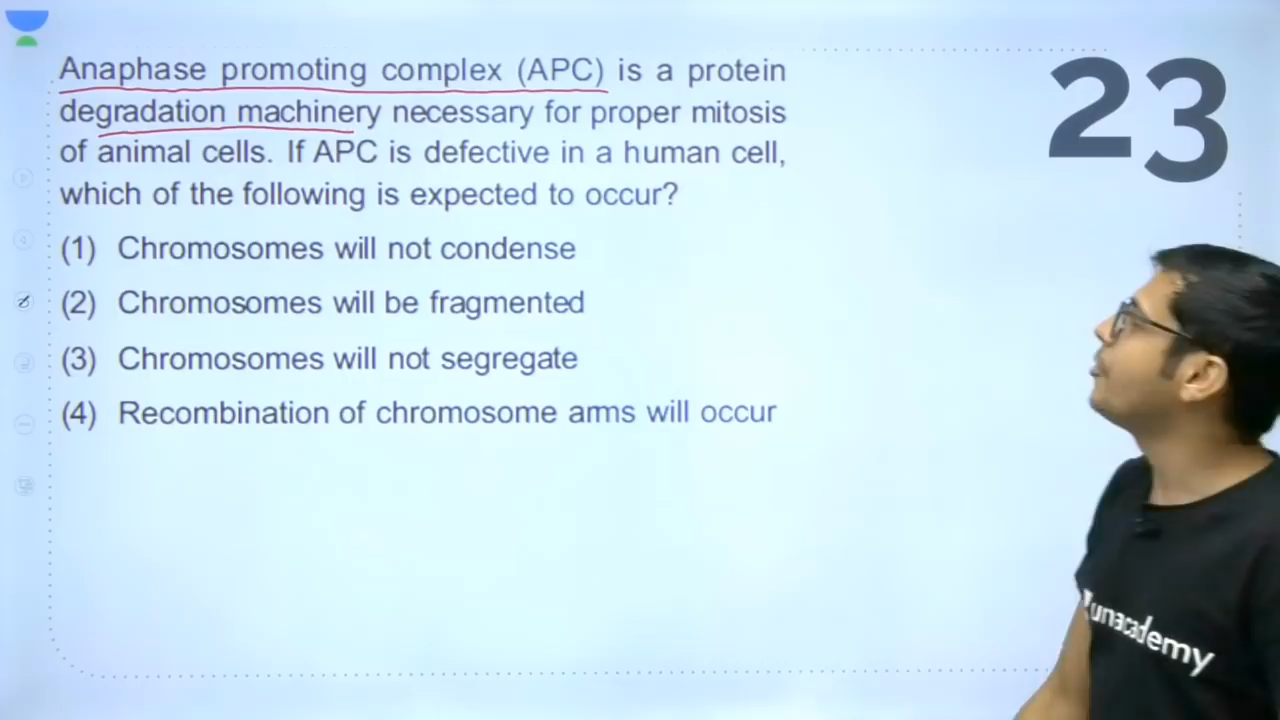 Anaphase promoting complex (APC) is a protein
degradation machinery necessary for proper mitosis
of animal cells. If APC is defective in a human cell,
which of the following is expected to occur?
(1) Chromosomes will not condense
(2) Chromosomes will be fragmented
(3) Chromosomes will not segregate
(4) Recombination of chromosome arms will occur
23
unacademy